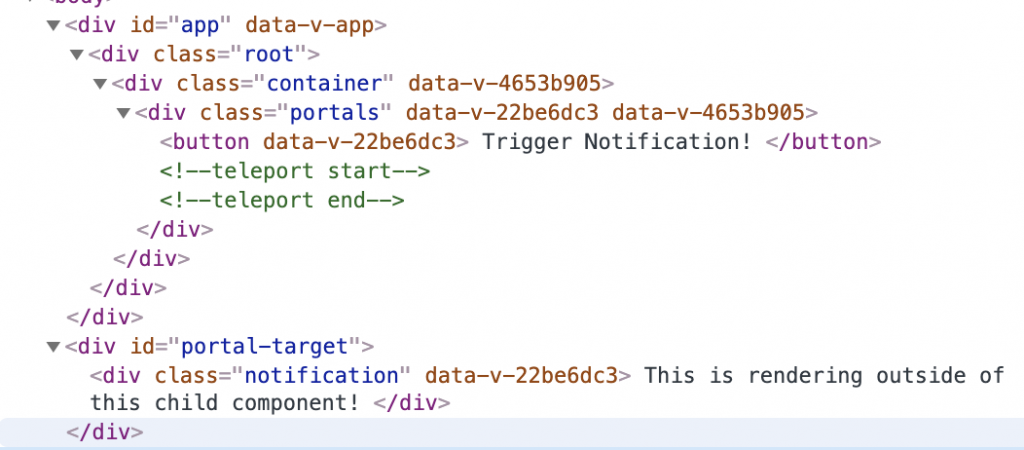 <body>
▼<div id="app" data-v-app>
▼<div class="root">
▼<div class="container" data-v-4653b905>
▼<div class="portals" data-v-22be6dc3 data-v-4653b905>
<button data-v-22be6dc3> Trigger Notification! </button>
<!--teleport start-->
<!--teleport end-->
</div>
</div>
</div>
</div>
▼<div id="portal-target">
<div class="notification" data-v-22be6dc3> This is rendering outside of
this child component! </div>
</div>